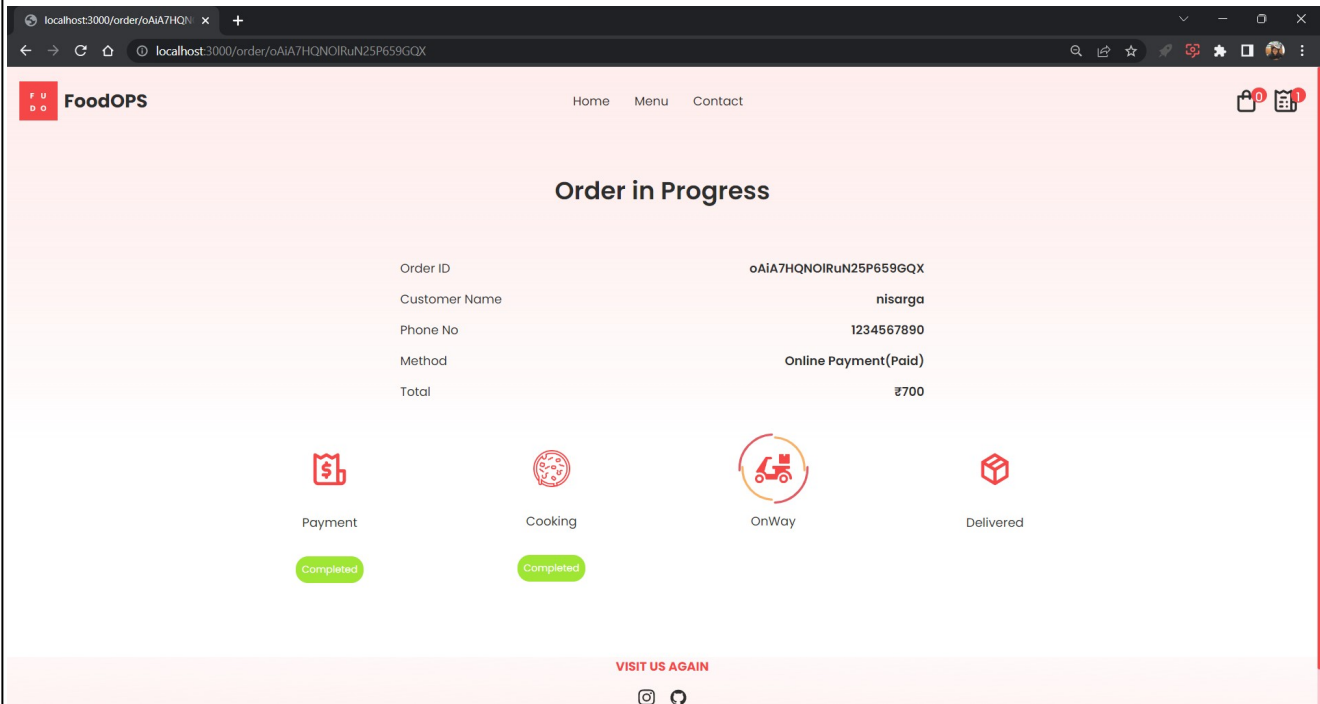 localhost:3000/order/oAiA7HQN
localhost:3000/order/oAiA7HQNOlRuN25P659GQX
F U
D O
FoodOPS
Home Menu Contact
0
1
Order in Progress
Order ID oAiA7HQNOlRuN25P659GQX
Customer Name nisarga
Phone No 1234567890
Method Online Payment(Paid)
Total ₹700
Payment Cooking OnWay Delivered
Completed Completed
VISIT US AGAIN